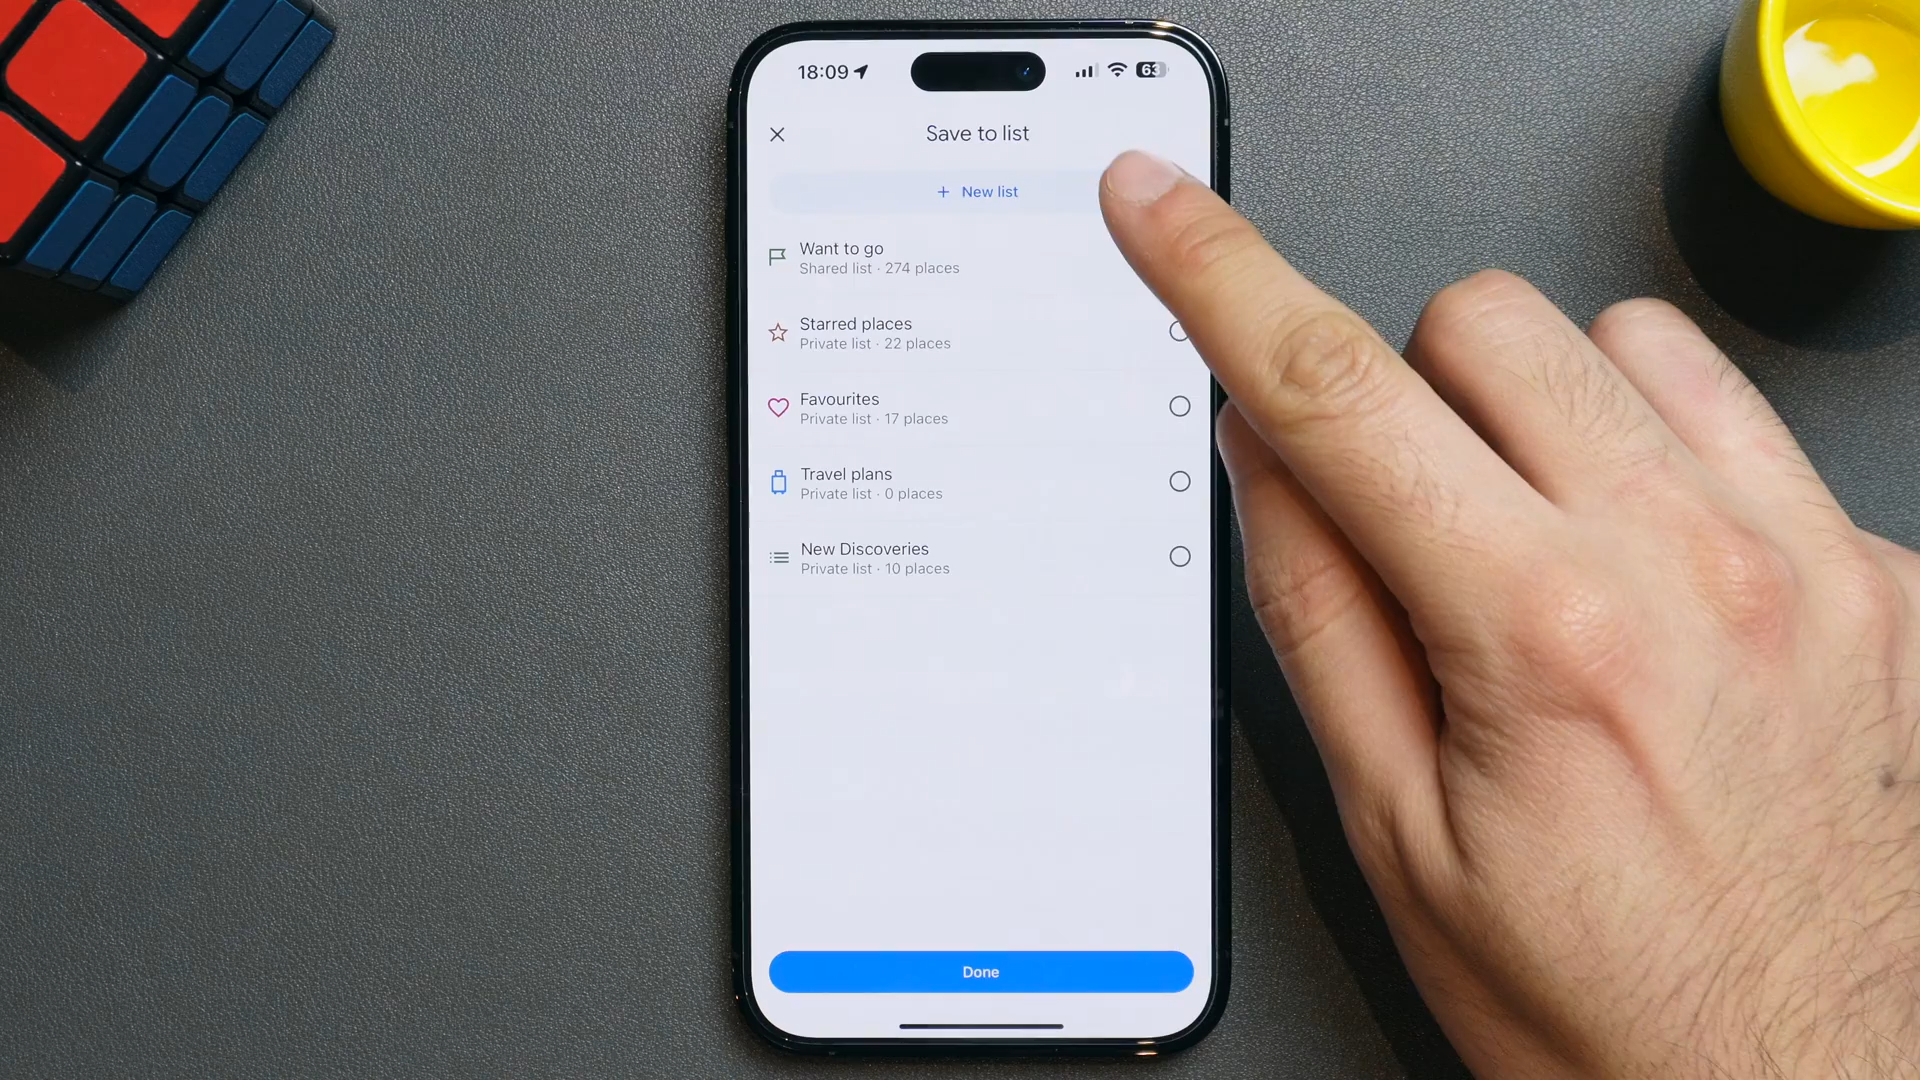 18:09
63
Save to list
+ New list
Want to go
Shared list · 274 places
Starred places
Private list · 22 places
Favourites
Private list · 17 places
Travel plans
Private list · 0 places
New Discoveries
Private list · 10 places
Done